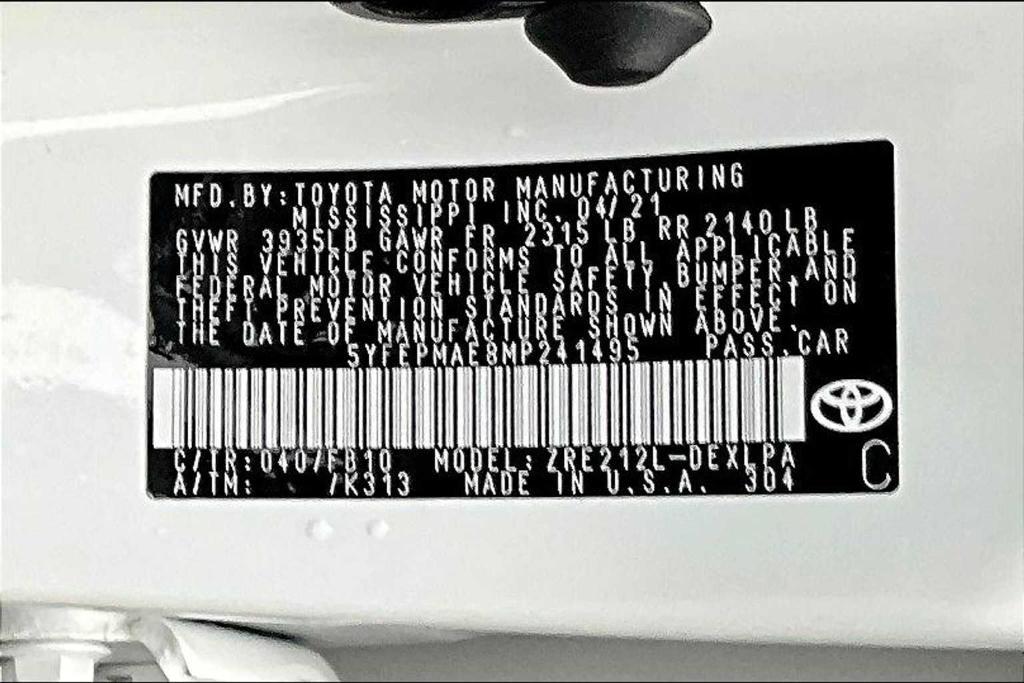 MFD. BY: TOYOTA MOTOR MANUFACTURING
MISSISSIPPI INC. 04/21
GVWR 3935LB GAWR FR 2315 LB RR 2140 LB
THIS VEHICLE CONFORMS TO ALL APPLICABLE
FEDERAL MOTOR VEHICLE SAFETY, BUMPER, AND
THEFT PREVENTION STANDARDS IN EFFECT ON
THE DATE OF MANUFACTURE SHOWN ABOVE.
5YFEPMAE8MP241495 PASS. CAR
C/TR: 040/FB10 MODEL: ZRE212L-DEXLPA
A/TM: /K313 MADE IN U.S.A. 304
C